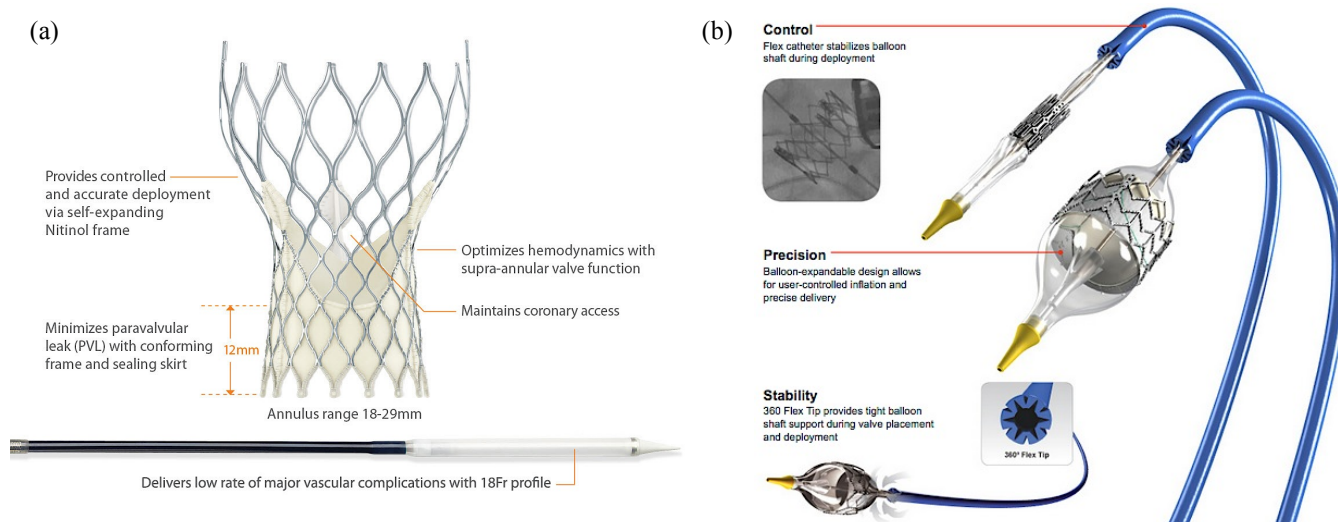 (a)
Provides controlled
and accurate deployment
via self-expanding
Nitinol frame
Optimizes hemodynamics with
supra-annular valve function
Maintains coronary access
Minimizes paravalvular
leak (PVL) with conforming
frame and sealing skirt
12mm
Annulus range 18-29mm
Delivers low rate of major vascular complications with 18Fr profile
(b)
Control
Flex catheter stabilizes balloon
shaft during deployment
Precision
Balloon-expandable design allows
for user-controlled inflation and
precise delivery
Stability
360 Flex Tip provides tight balloon
shaft support during valve placement
and deployment
360° Flex Tip